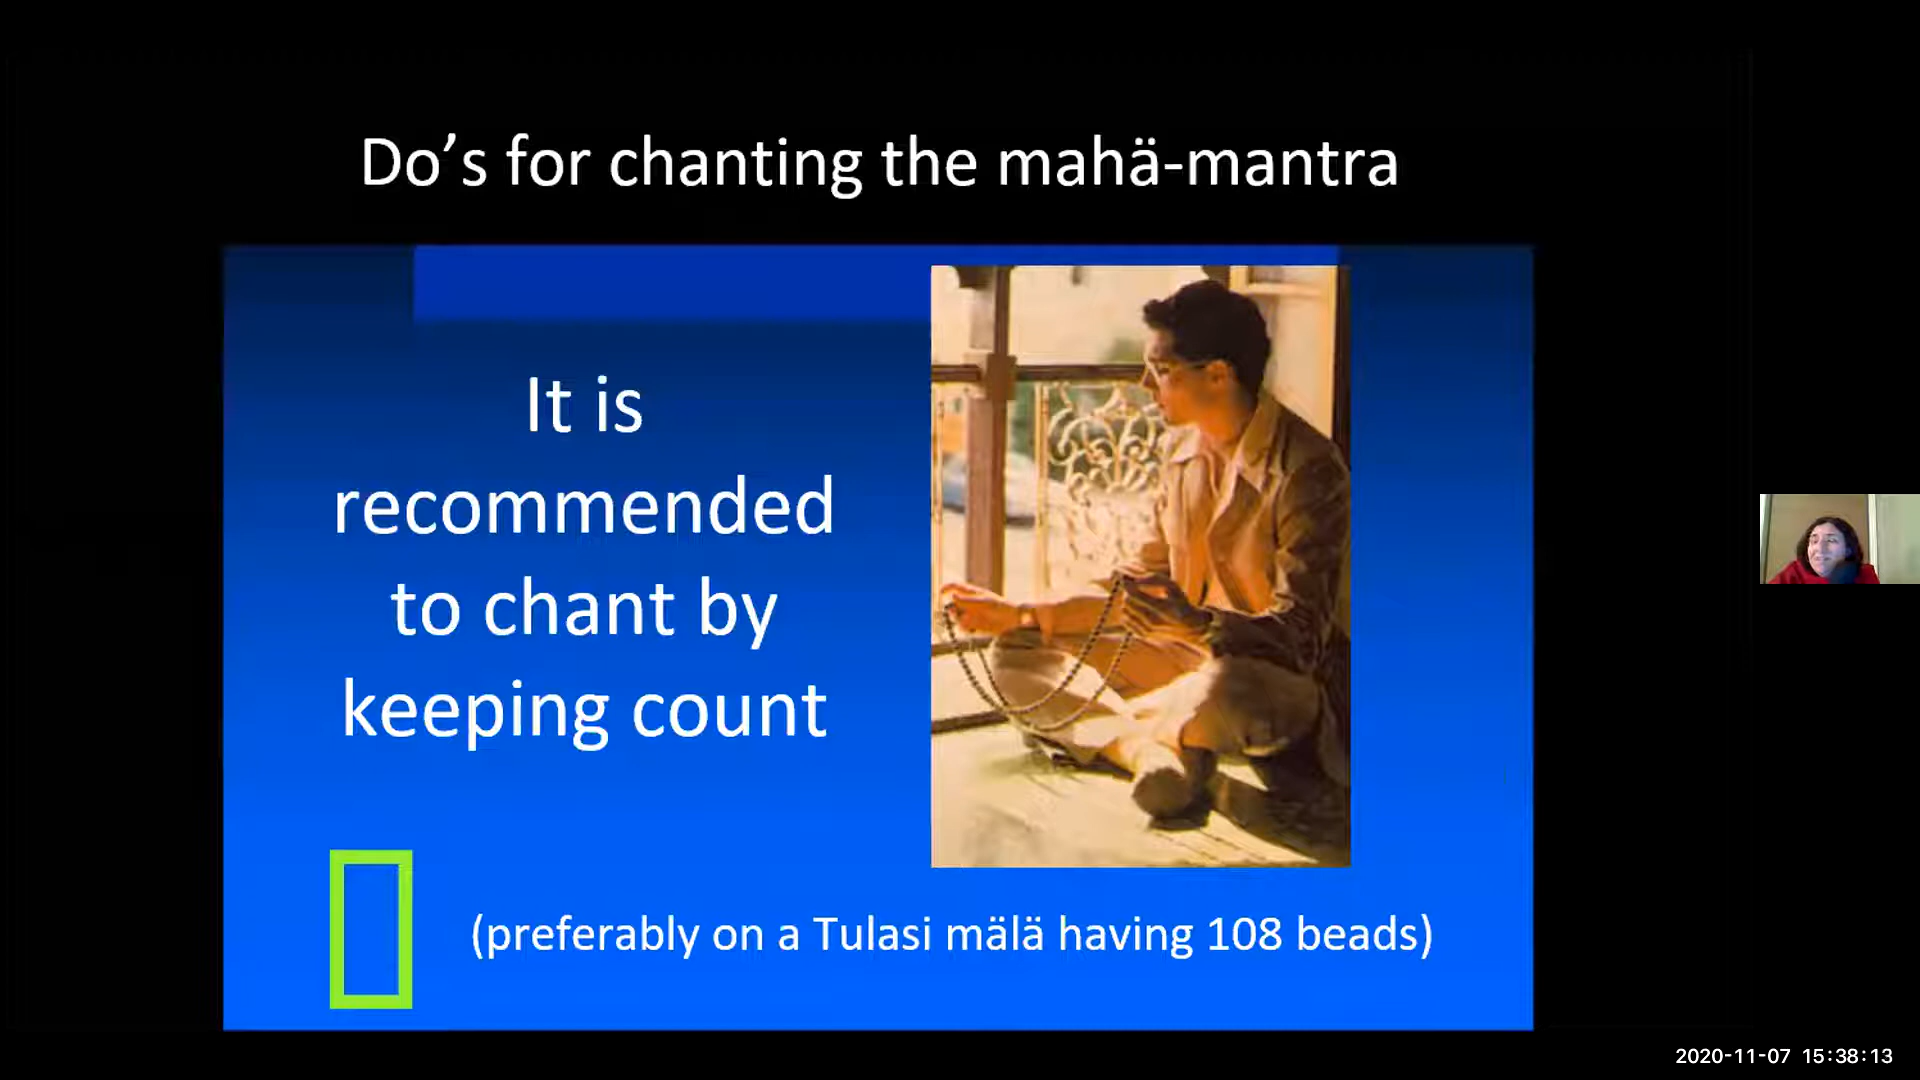 Do’s for chanting the mahä-mantra
It is
recommended
to chant by
keeping count
(preferably on a Tulasi mälä having 108 beads)
2020-11-07 15:38:13